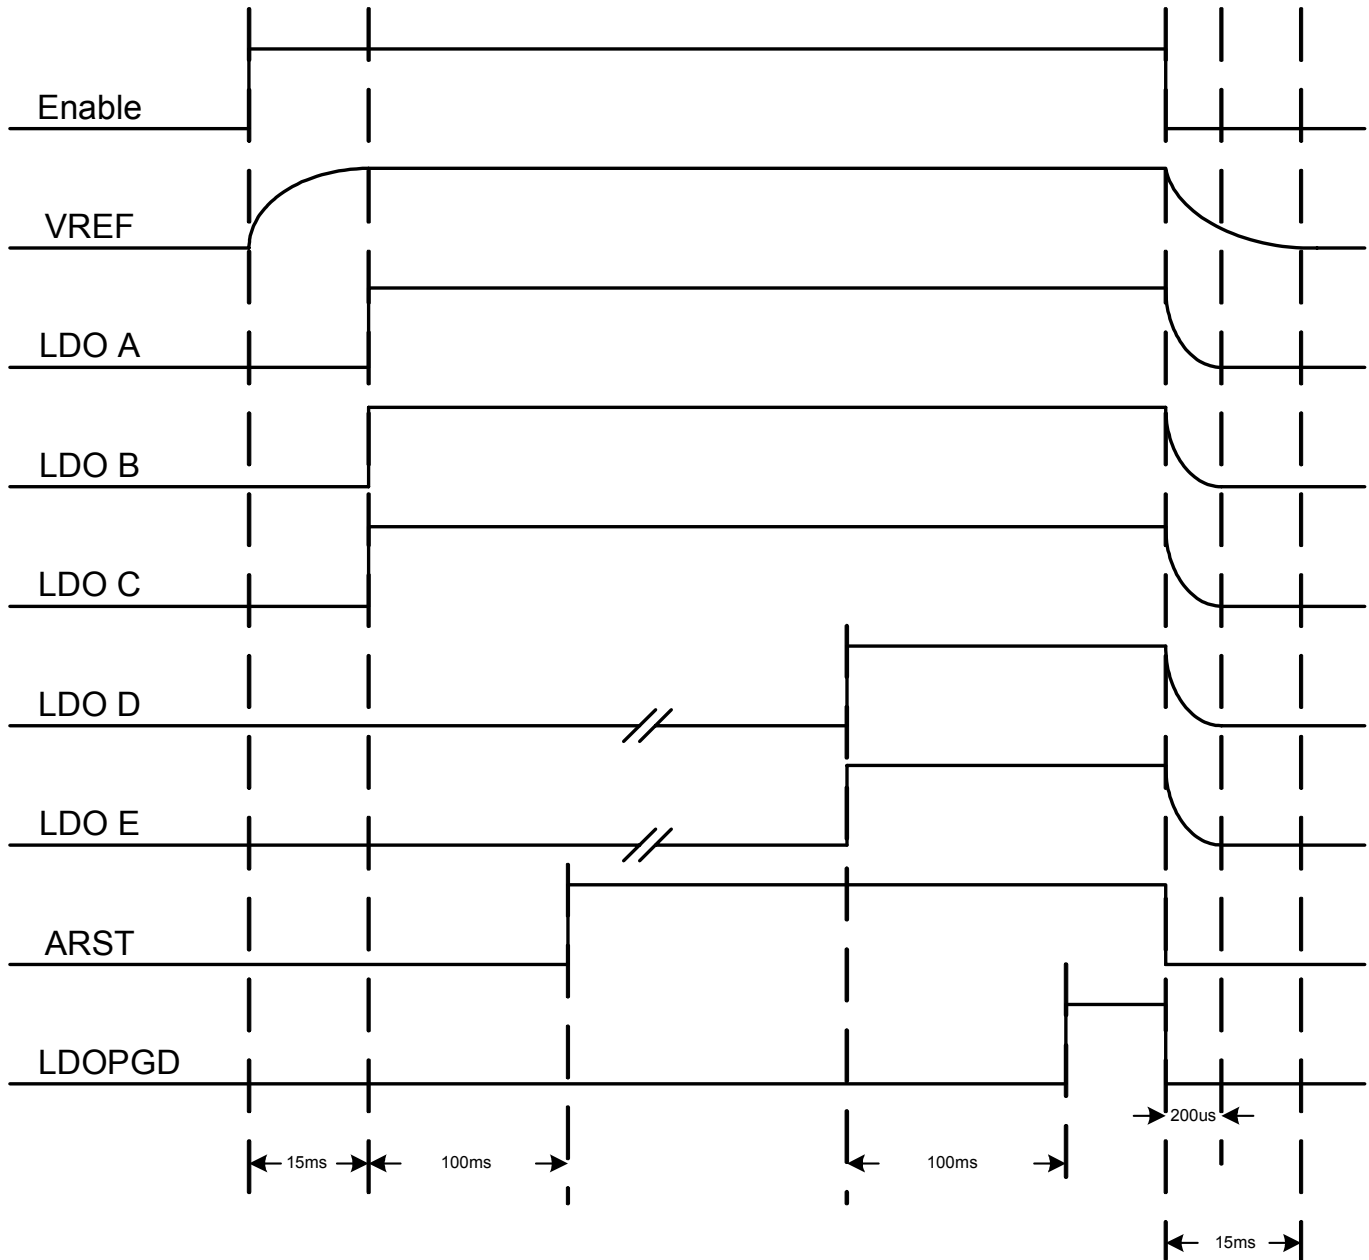 Enable
VREF
LDO A
LDO B
LDO C
LDO D
LDO E
ARST
LDOPGD
200us
15ms
100ms
100ms
15ms